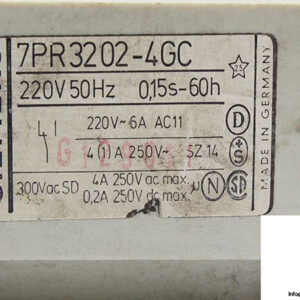 7PR3202-4GC
220V 50Hz 0,15s-60h
220V~6A AC11
4 (1) A 250V~ SZ 14
300Vac SD 4A 250V ac max.
0,2A 250V dc max.
D
+S
N
MADE IN GERMANY